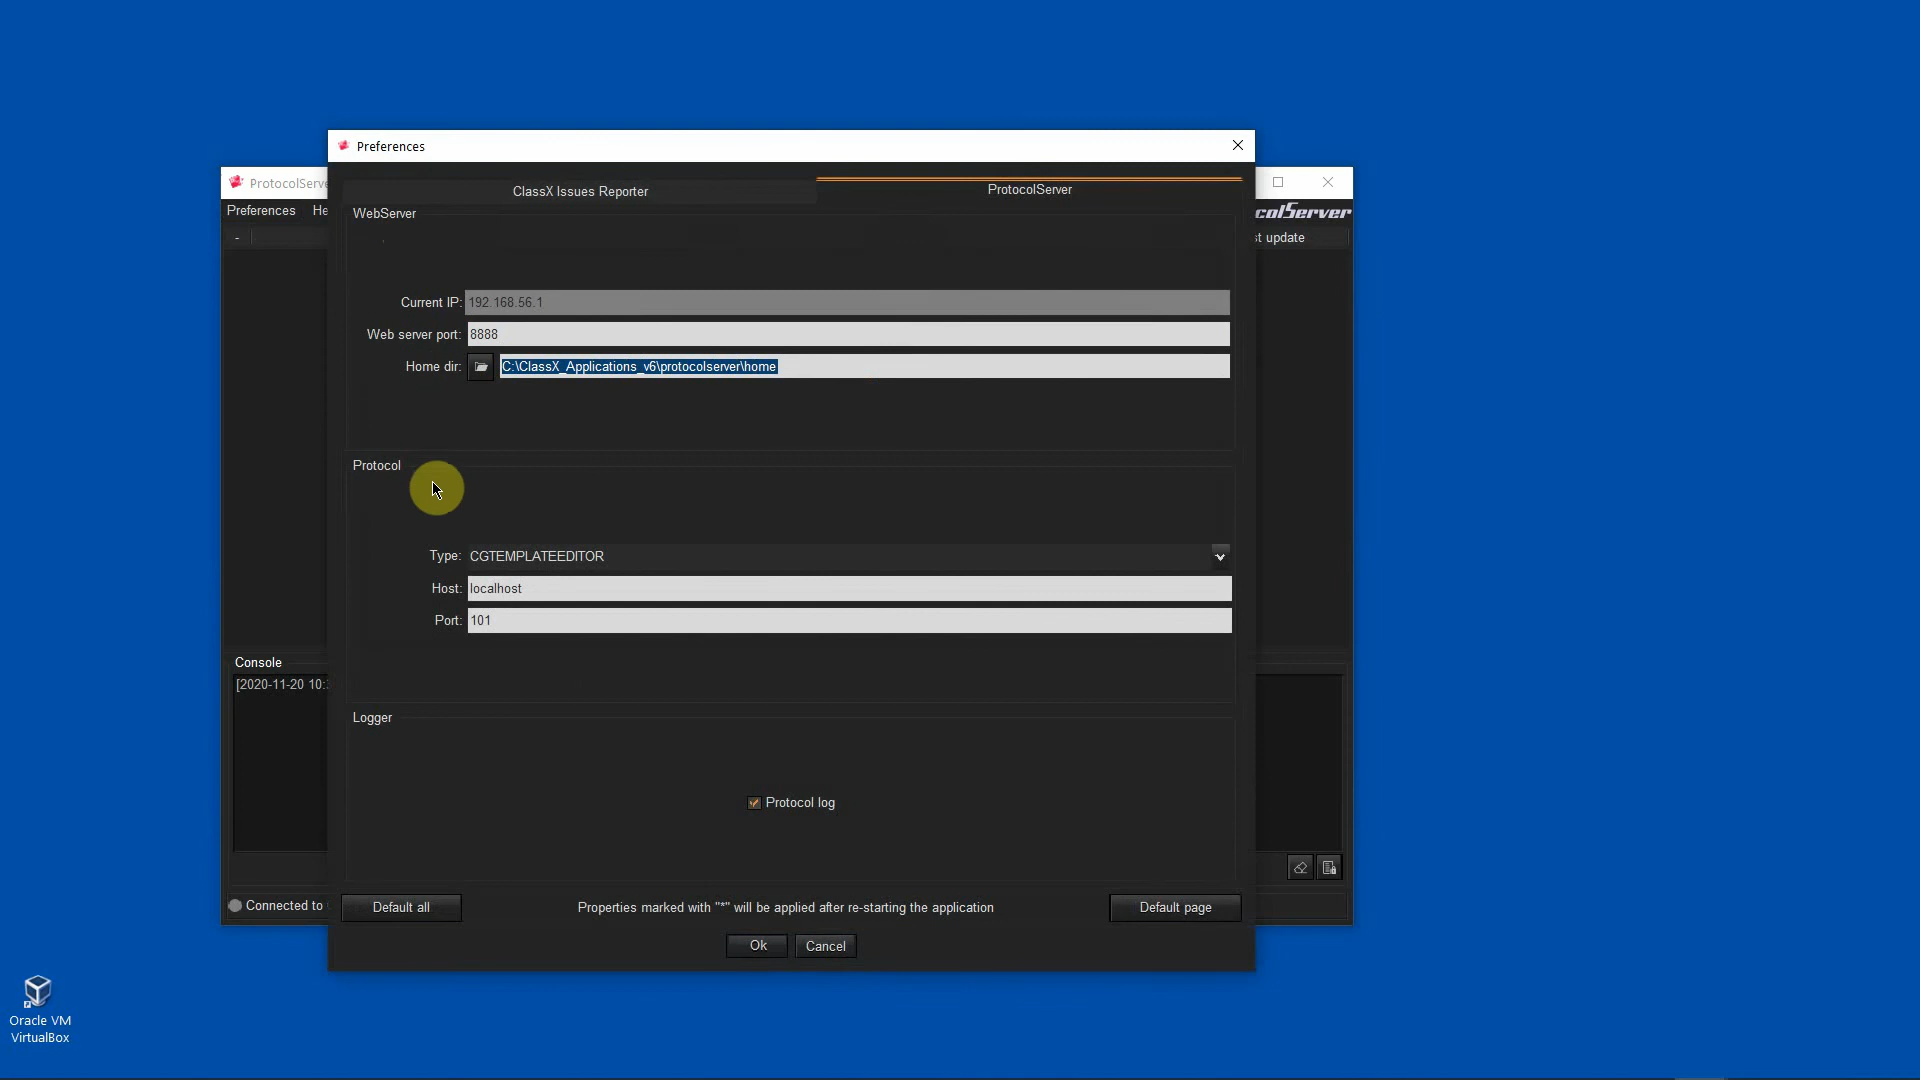 Preferences
ProtocolServe
Preferences He
colServer
-
st update
ClassX Issues Reporter
ProtocolServer
WebServer
Current IP: 192.168.56.1
Web server port: 8888
Home dir: C:\ClassX_Applications_v6\protocolserver\home
Protocol
Type: CGTEMPLATEEDITOR
Host: localhost
Port: 101
Console
[2020-11-20 10:
Logger
Protocol log
Connected to
Default all
Properties marked with "*" will be applied after re-starting the application
Default page
Ok
Cancel
Oracle VM
VirtualBox